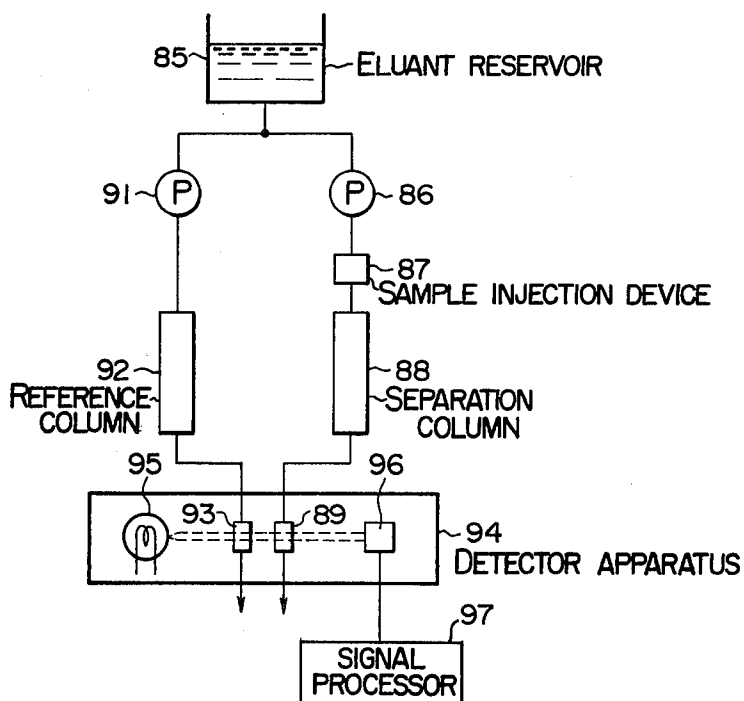 85
ELUANT RESERVOIR
91
P
P
86
87
SAMPLE INJECTION DEVICE
92
REFERENCE
COLUMN
88
SEPARATION
COLUMN
95
93
89
96
94
DETECTOR APPARATUS
97
SIGNAL
PROCESSOR